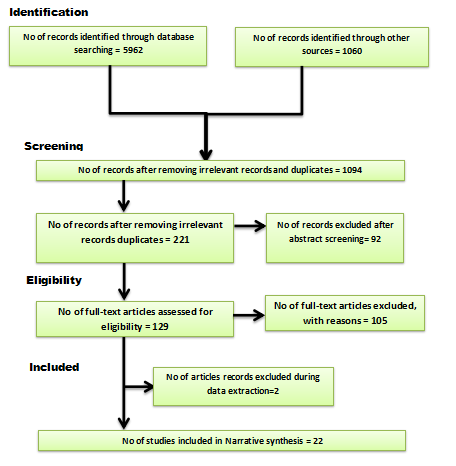 Identification
No of records identified through database
searching = 5962
No of records identified through other
sources = 1060
Screening
No of records after removing irrelevant records and duplicates = 1094
No of records after removing irrelevant
records duplicates = 221
No of records excluded after
abstract screening= 92
Eligibility
No of full-text articles assessed for
eligibility = 129
No of full-text articles excluded,
with reasons = 105
Included
No of articles records excluded during
data extraction=2
No of studies included in Narrative synthesis = 22